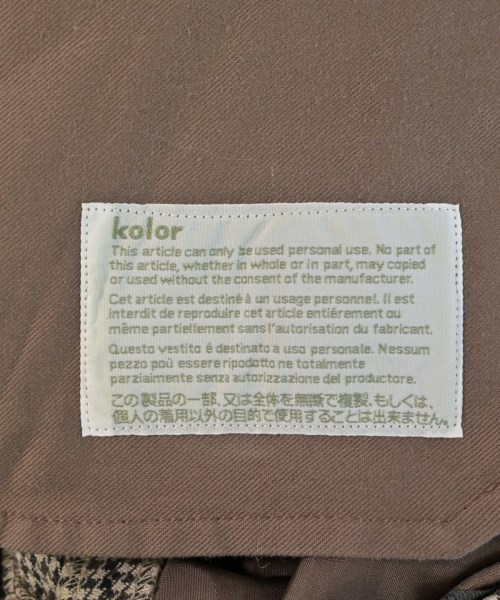 kolor
This article can only be used personal use. No part of
this article, whether in whole or in part, may copied
or used without the consent of the manufacturer.
Cet article est destiné à un usage personnel. Il est
interdit de reproduire cet article entiérement ou
même partiellement sans l'autorisation du fabricant.
Questo vestito é destinato a uso personale. Nessum
pezzo poù essere ripodotto ne totalmente
parzialmente senza autorizzazione del productore.
この製品の一部、又は全体を無断で複製、もしくは、
個人の着用以外の目的で使用することは出来ません。